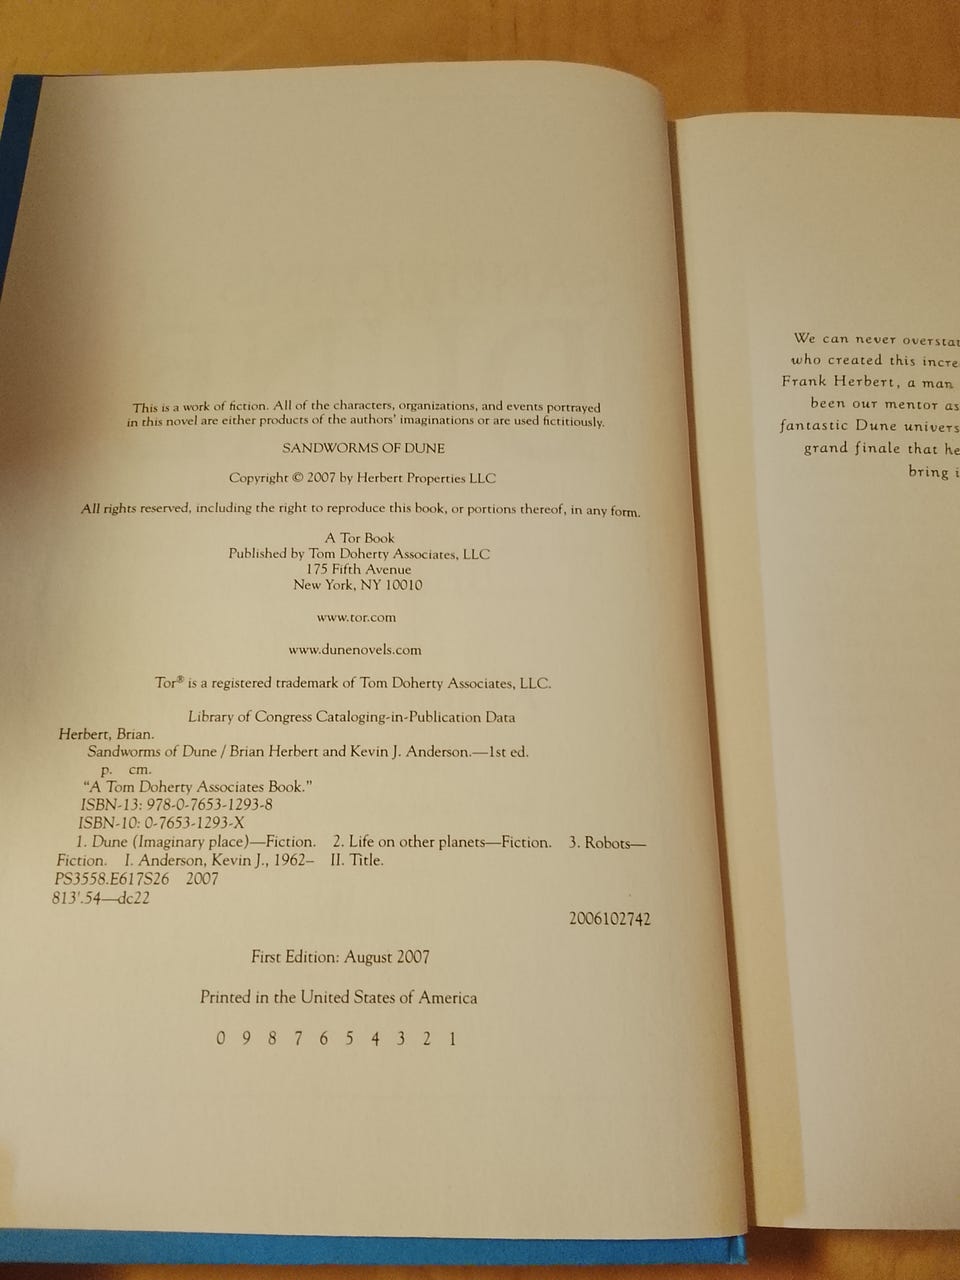 This is a work of fiction. All of the characters, organizations, and events portrayed
in this novel are either products of the authors' imaginations or are used fictitiously.
SANDWORMS OF DUNE
Copyright © 2007 by Herbert Properties LLC
All rights reserved, including the right to reproduce this book, or portions thereof, in any form.
A Tor Book
Published by Tom Doherty Associates, LLC
175 Fifth Avenue
New York, NY 10010
www.tor.com
www.dunenovels.com
Tor® is a registered trademark of Tom Doherty Associates, LLC.
Library of Congress Cataloging-in-Publication Data
Herbert, Brian.
Sandworms of Dune / Brian Herbert and Kevin J. Anderson.—1st ed.
p. cm.
"A Tom Doherty Associates Book."
ISBN-13: 978-0-7653-1293-8
ISBN-10: 0-7653-1293-X
1. Dune (Imaginary place)—Fiction. 2. Life on other planets—Fiction. 3. Robots—
Fiction. I. Anderson, Kevin J., 1962– II. Title.
PS3558.E617S26 2007
813'.54—dc22
2006102742
First Edition: August 2007
Printed in the United States of America
0 9 8 7 6 5 4 3 2 1
We can never
who created this
Frank Herbert, a man
been our mentor as
fantastic Dune
grand finale that he
bring